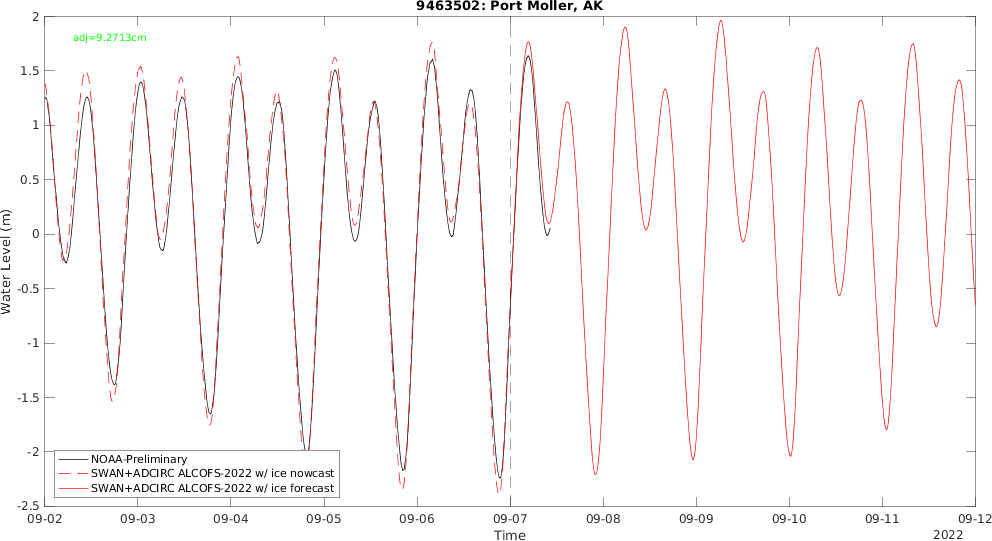 9463502: Port Moller, AK
adj=9.2713cm
2
1.5
1
0.5
0
-0.5
-1
-1.5
-2
-2.5
Water Level (m)
NOAA-Preliminary
SWAN+ADCIRC ALCOFS-2022 w/ ice nowcast
SWAN+ADCIRC ALCOFS-2022 w/ ice forecast
09-02 09-03 09-04 09-05 09-06 09-07 09-08 09-09 09-10 09-11 09-12
Time
2022